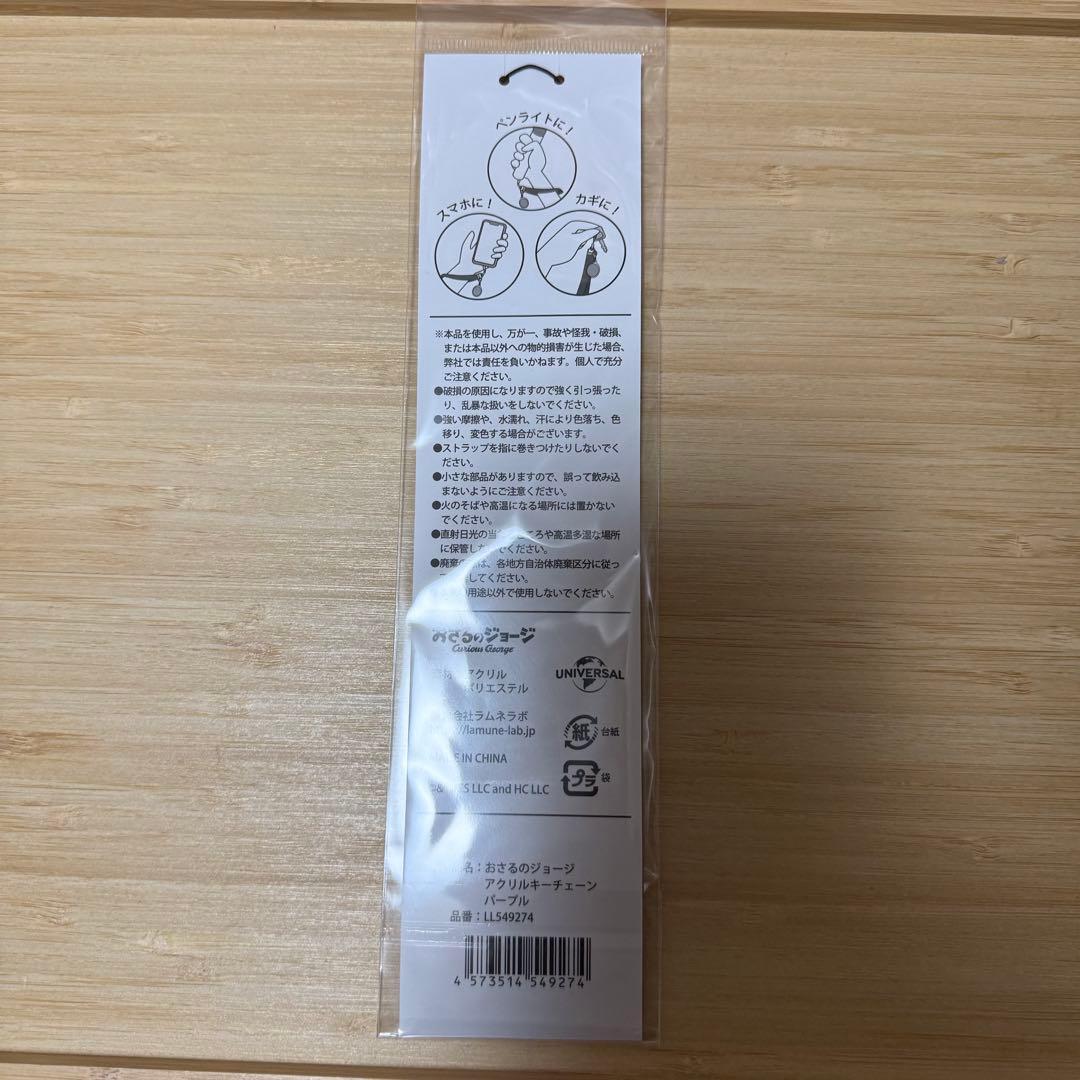 ペンライトに!
スマホに!
カギに!
※本品を使用し、万が一、事故や怪我・破損、
または本品以外への物的損害が生じた場合、
弊社では責任を負いかねます。個人で充分
ご注意ください。
●破損の原因になりますので強く引っ張った
り、乱暴な扱いをしないでください。
●強い摩擦や、水濡れ、汗により色落ち、色
移り、変色する場合がございます。
●ストラップを指に巻きつけたりしないでく
ださい。
●小さな部品がありますので、誤って飲み込
まないようにご注意ください。
●火のそばや高温になる場所には置かない
でください。
●直射日光の当 ころや高温多湿な場所
に保管し でください。
●廃棄の は、各地方自治体廃棄区分に従っ
て してください。
の用途以外で使用しないでください。
おさるのジョージ
Curious George
アクリル
ポリエステル
UNIVERSAL
会社ラムネラボ
//lamune-lab.jp
紙 台紙
IN CHINA
プラ 袋
LLC and HC LLC
名:おさるのジョージ
アクリルキーチェーン
パープル
品番:LL549274
4 573514 549274